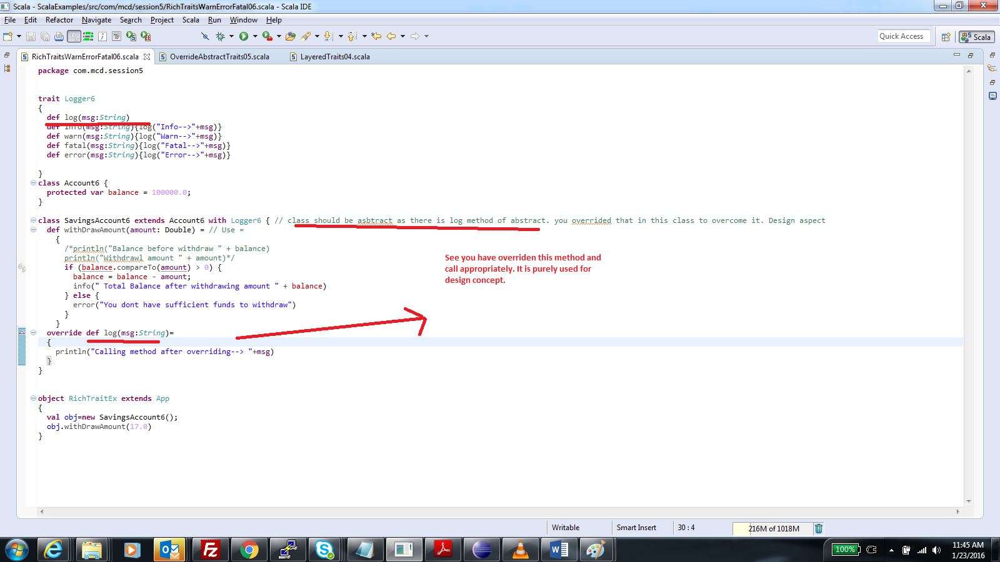 Scala - ScalaExamples/src/com/mcd/session5/RichTraitsWarnErrorFatal06.scala - Scala IDE
File Edit Refactor Navigate Search Project Scala Run Window Help
Quick Access
Scala
RichTraitsWarnErrorFatal06.scala OverrideAbstractTraits05.scala LayeredTraits04.scala
package com.mcd.session5
trait Logger6
{
def log(msg:String)
def info(msg:String){log("Info-->"+msg)}
def warn(msg:String){log("Warn-->"+msg)}
def fatal(msg:String){log("Fatal-->"+msg)}
def error(msg:String){log("Error-->"+msg)}
}
class Account6 {
protected var balance = 100000.0;
}
class SavingsAccount6 extends Account6 with Logger6 { // class should be asbtract as there is log method of abstract. you overrided that in this class to overcome it. Design aspect
def withDrawAmount(amount: Double) = // Use =
{
/*println("Balance before withdraw " + balance)
println("Withdrawl amount " + amount)*/
if (balance.compareTo(amount) > 0) {
balance = balance - amount;
info(" Total Balance after withdrawing amount " + balance)
} else {
error("You dont have sufficient funds to withdraw")
}
}
override def log(msg:String)=
{
println("Calling method after overriding--> "+msg)
}
}
See you have overriden this method and
call appropriately. It is purely used for
design concept.
object RichTraitEx extends App
{
val obj=new SavingsAccount6();
obj.withDrawAmount(17.0)
}
Writable Smart Insert 30 : 4 216M of 1018M
100% 11:45 AM
1/23/2016